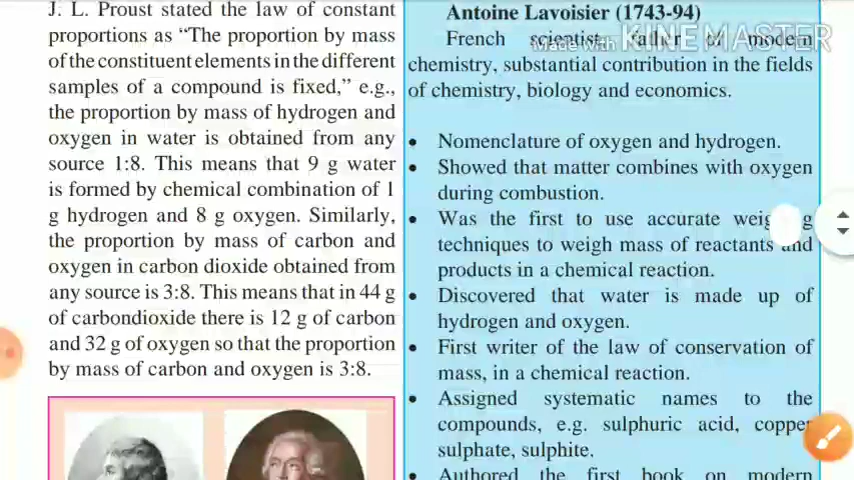 J. L. Proust stated the law of constant
proportions as “The proportion by mass
of the constituent elements in the different
samples of a compound is fixed,” e.g.,
the proportion by mass of hydrogen and
oxygen in water is obtained from any
source 1:8. This means that 9 g water
is formed by chemical combination of 1
g hydrogen and 8 g oxygen. Similarly,
the proportion by mass of carbon and
oxygen in carbon dioxide obtained from
any source is 3:8. This means that in 44 g
of carbondioxide there is 12 g of carbon
and 32 g of oxygen so that the proportion
by mass of carbon and oxygen is 3:8.
Antoine Lavoisier (1743-94)
French scientist, father of modern
chemistry, substantial contribution in the fields
of chemistry, biology and economics.
• Nomenclature of oxygen and hydrogen.
• Showed that matter combines with oxygen
during combustion.
• Was the first to use accurate
techniques to weigh mass of reactants and
products in a chemical reaction.
• Discovered that water is made up of
hydrogen and oxygen.
• First writer of the law of conservation of
mass, in a chemical reaction.
• Assigned systematic names to the
compounds, e.g. sulphuric acid, copper
sulphate, sulphite.
• Authored the first book on modern
Made with KINEMASTER